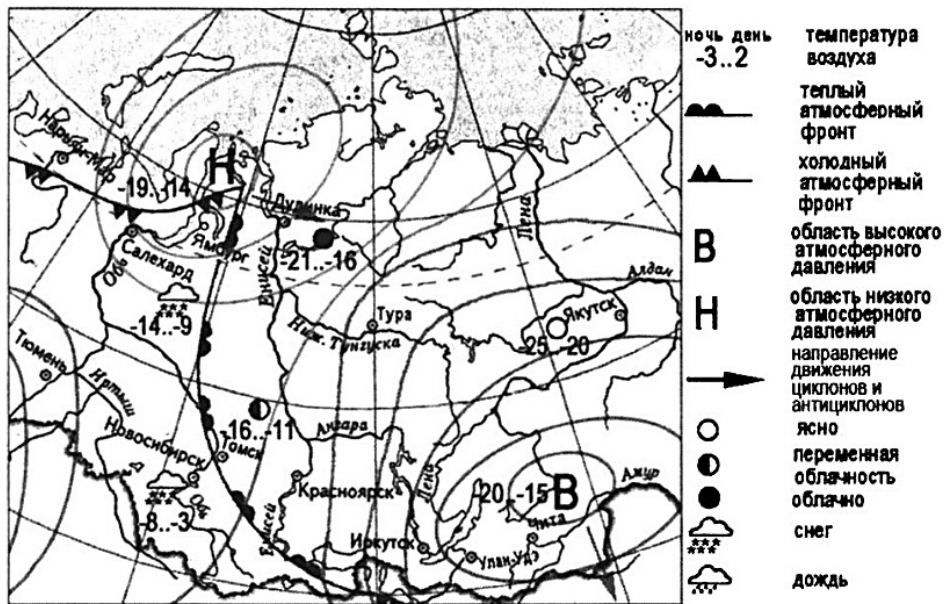 Нарьян-Мар
Н
-19..-14
Дудинка
Ямбург
Салехард
Обь
Енисей
-21..-16
Лена
Алдан
Якутск
-25..-20
-14..-9
Тура
Ниж. Тунгуска
Тюмень
Иртыш
-16..-11
Томск
Новосибирск
Ангара
Обь
-8..-3
Красноярск
Енисей
Лена
-20..-15
В
Амур
Чита
Иркутск
Улан-Удэ
ночь день
-3..2
температура
воздуха
теплый
атмосферный
фронт
холодный
атмосферный
фронт
В
область высокого
атмосферного
давления
Н
область низкого
атмосферного
давления
направление
движения
циклонов и
антициклонов
ясно
переменная
облачность
облачно
снег
дождь